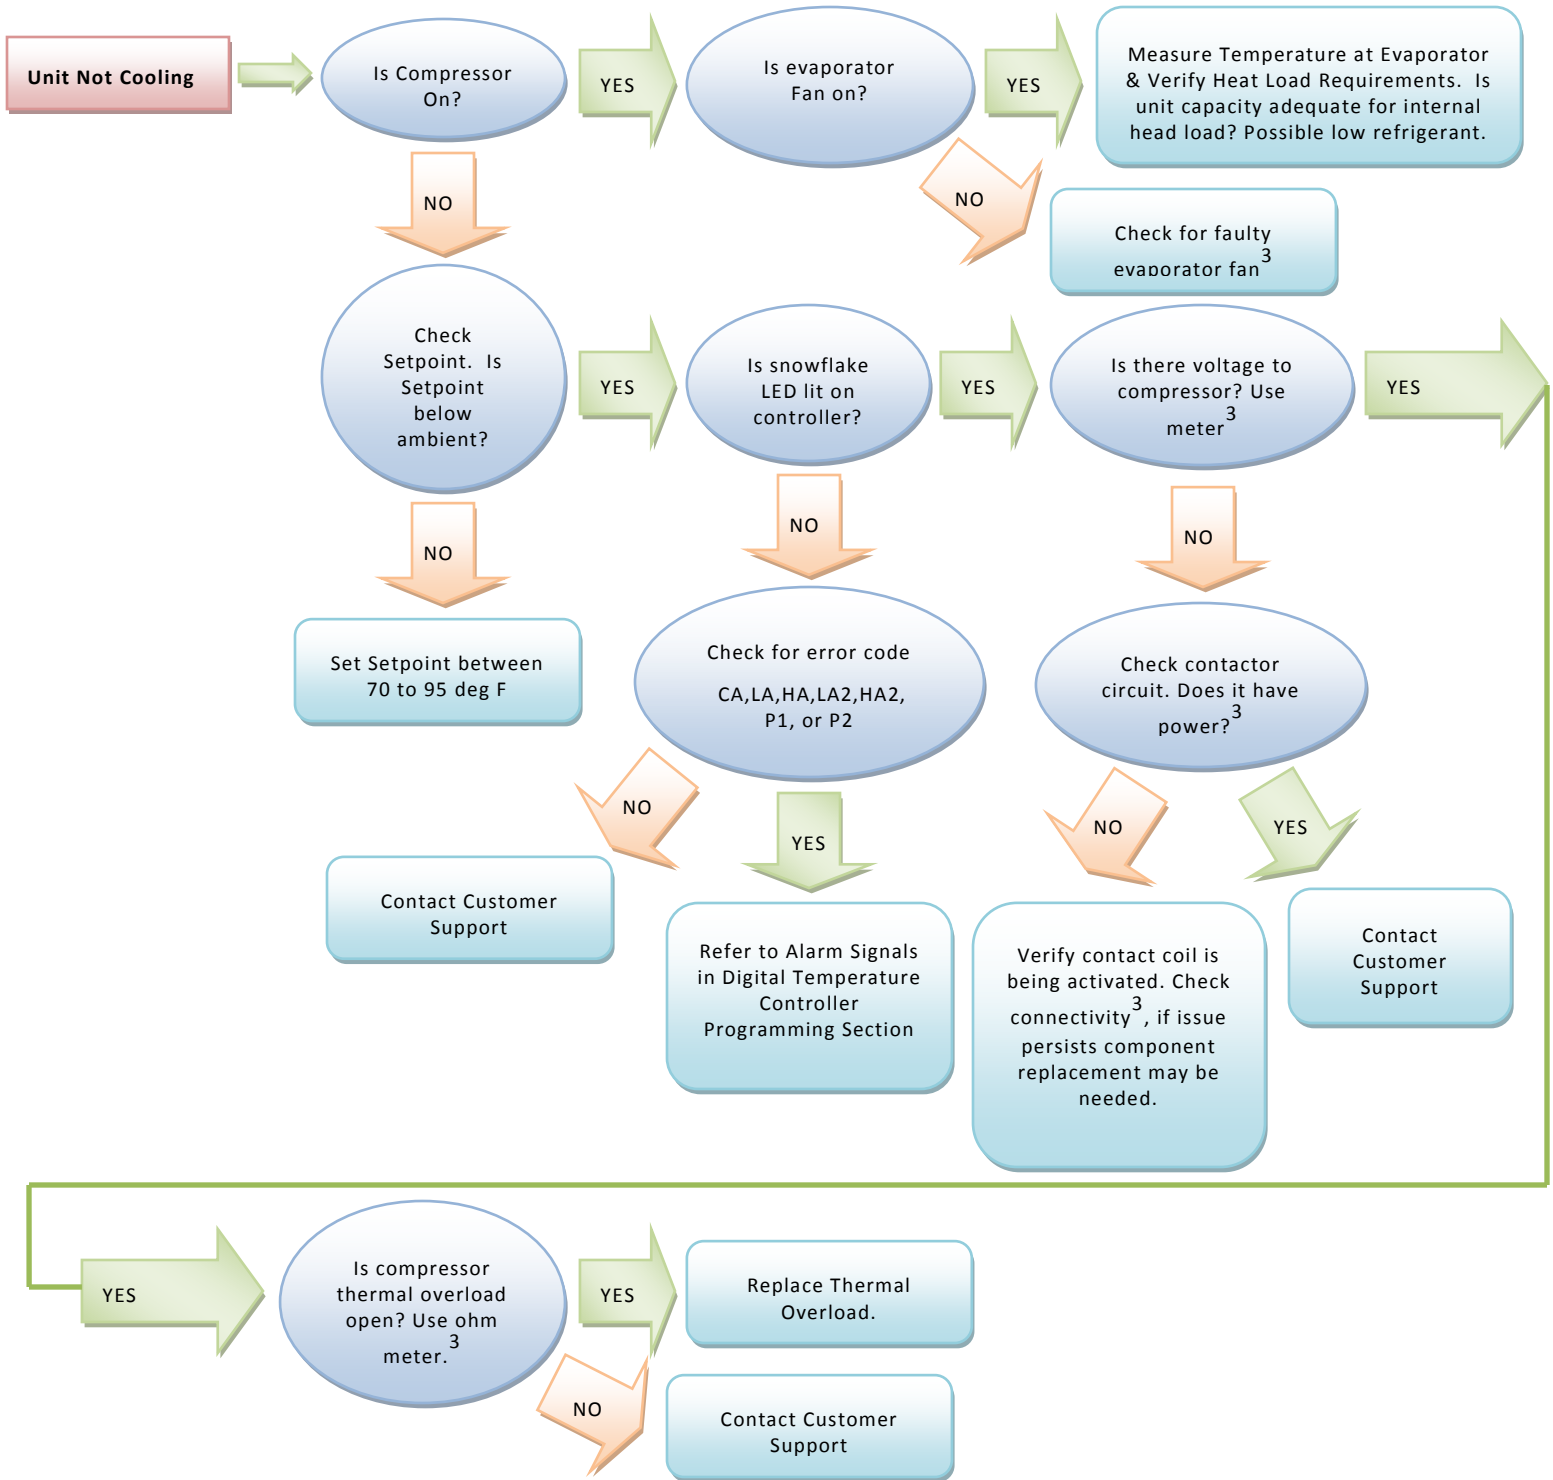 Unit Not Cooling
Is Compressor
On?
YES
Is evaporator
Fan on?
YES
Measure Temperature at Evaporator
& Verify Heat Load Requirements. Is
unit capacity adequate for internal
head load? Possible low refrigerant.
NO
NO
Check for faulty
evaporator fan3
Check
Setpoint. Is
Setpoint
below
ambient?
YES
Is snowflake
LED lit on
controller?
YES
Is there voltage to
compressor? Use
meter3
YES
NO
NO
NO
Set Setpoint between
70 to 95 deg F
Check for error code
CA,LA,HA,LA2,HA2,
P1, or P2
Check contactor
circuit. Does it have
power?3
NO
YES
NO
YES
Contact Customer
Support
Refer to Alarm Signals
in Digital Temperature
Controller
Programming Section
Verify contact coil is
being activated. Check
connectivity3, if issue
persists component
replacement may be
needed.
Contact
Customer
Support
YES
Is compressor
thermal overload
open? Use ohm
meter.3
YES
Replace Thermal
Overload.
NO
Contact Customer
Support